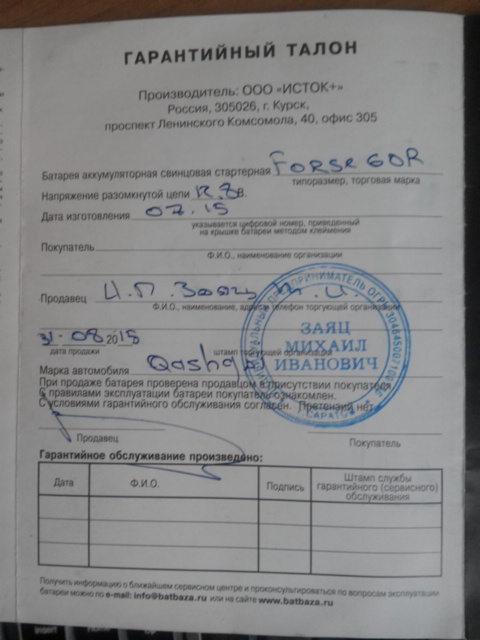 ГАРАНТИЙНЫЙ ТАЛОН
Производитель: ООО «ИСТОК+»
Россия, 305026, г. Курск,
проспект Ленинского Комсомола, 40, офис 305
Батарея аккумуляторная свинцовая стартерная Forse 60R
типоразмер, торговая марка
Напряжение разомкнутой цепи 12.8 В.
Дата изготовления 07.15
указывается цифровой номер, приведенный
на крышке батареи методом клеймения
Покупатель
Ф.И.О., наименование организации
Продавец И.П. Заяц М.И.
Ф.И.О., наименование, адрес, телефон торгующей организации
31.08 2015
дата продажи
штамп торгующей организации
ИНДИВИДУАЛЬНЫЙ ПРЕДПРИНИМАТЕЛЬ ОГРН
ЗАЯЦ
МИХАИЛ
ИВАНОВИЧ
САРАТОВ
Марка автомобиля Qashqai
При продаже батарея проверена продавцом в присутствии покупателя.
С правилами эксплуатации батареи покупатель ознакомлен.
С условиями гарантийного обслуживания согласен. Претензий нет.
Продавец
Покупатель
Гарантийное обслуживание произведено:
Дата Ф.И.О. Подпись Штамп службы
гарантийного (сервисного)
обслуживания
Получить информацию о ближайшем сервисном центре и проконсультироваться по вопросам эксплуатации
батареи можно по e-mail: info@batbaza.ru или на сайте www.batbaza.ru